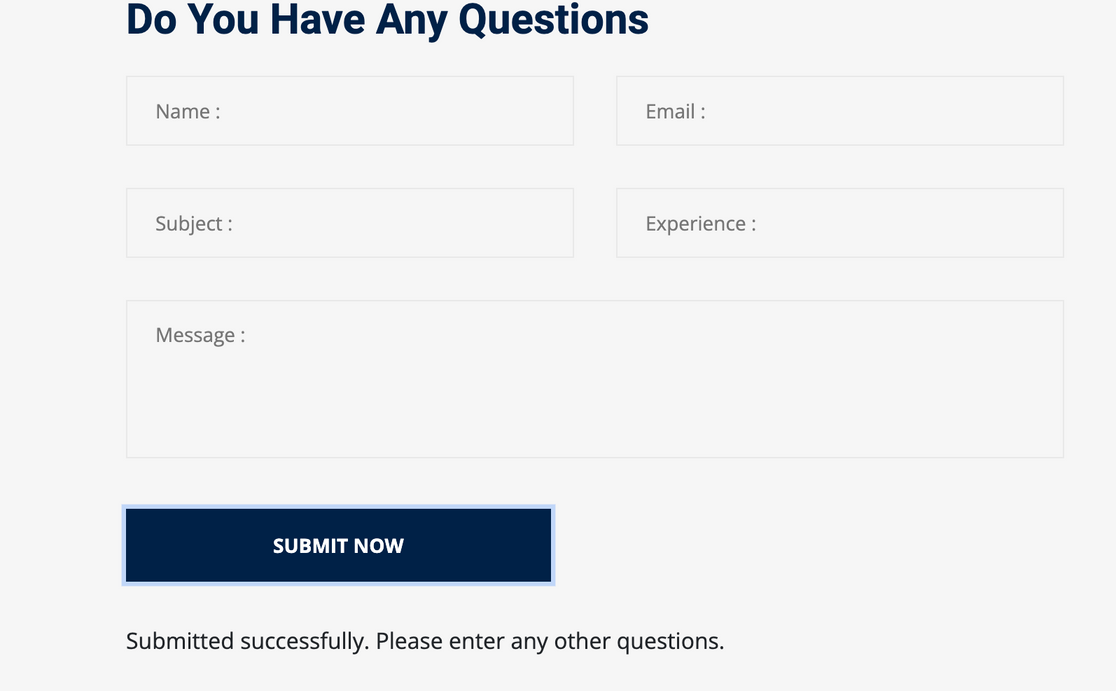 Do You Have Any Questions
Name :
Email :
Subject :
Experience :
Message :
SUBMIT NOW
Submitted successfully. Please enter any other questions.